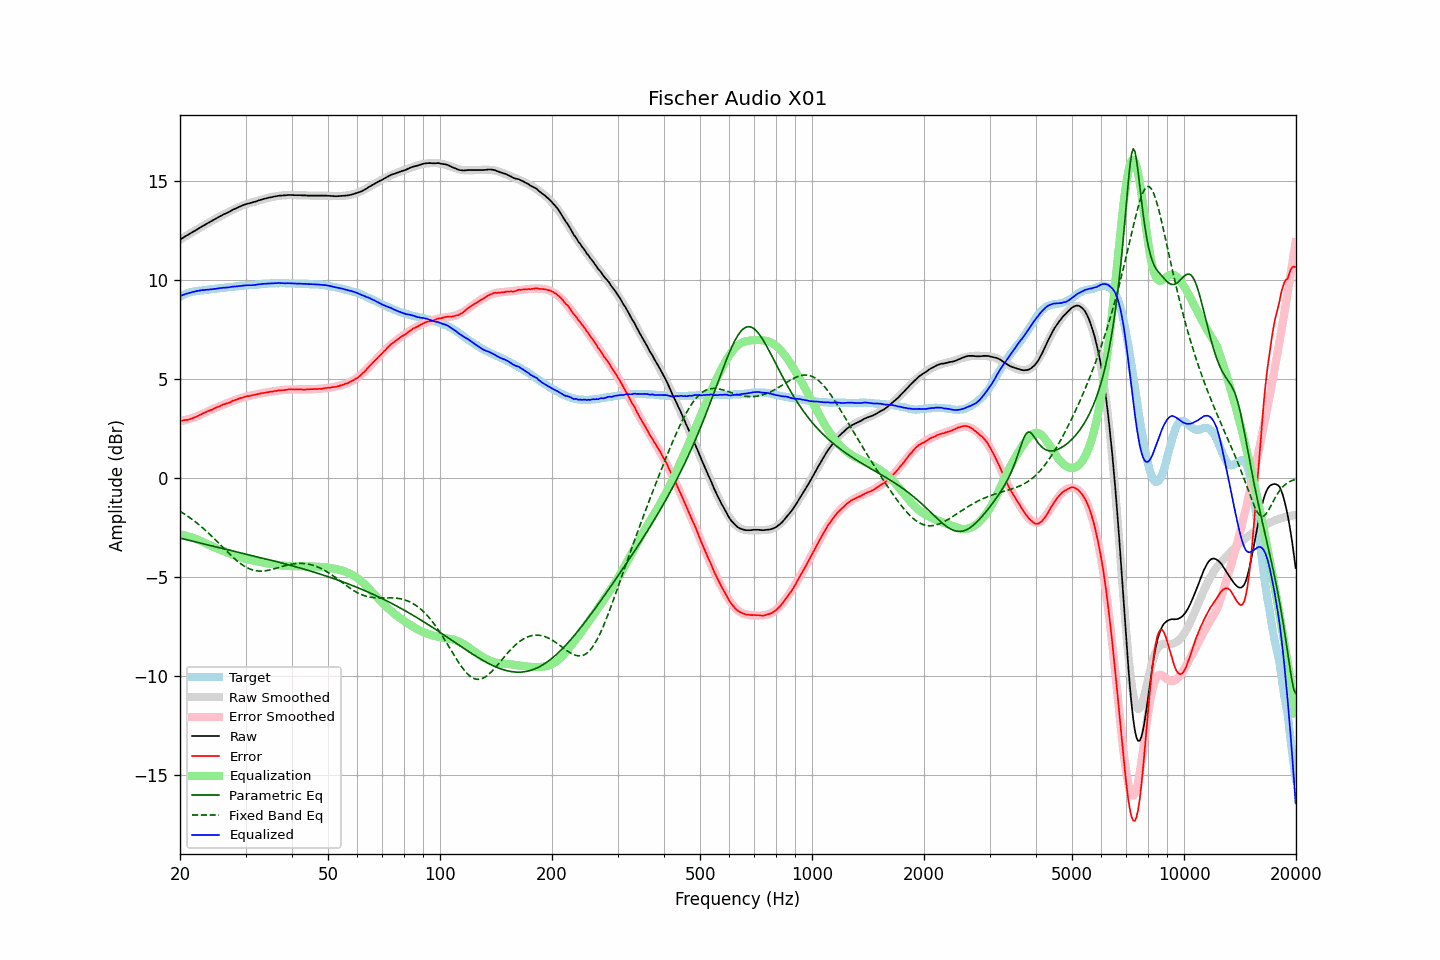 Fischer Audio X01
Amplitude (dBr)
15
10
5
0
−5
−10
−15
Target
Raw Smoothed
Error Smoothed
Raw
Error
Equalization
Parametric Eq
Fixed Band Eq
Equalized
20 50 100 200 500 1000 2000 5000 10000 20000
Frequency (Hz)